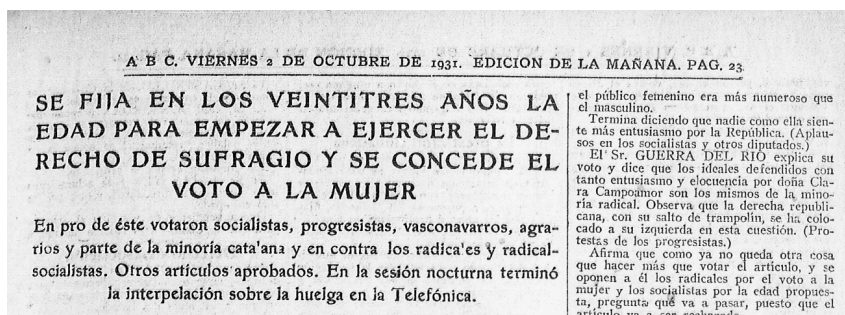 A B C. VIERNES 2 DE OCTUBRE DE 1931. EDICION DE LA MAÑANA. PAG. 23.
SE FIJA EN LOS VEINTITRES AÑOS LA
EDAD PARA EMPEZAR A EJERCER EL DE-
RECHO DE SUFRAGIO Y SE CONCEDE EL
VOTO A LA MUJER
En pro de éste votaron socialistas, progresistas, vasconavarros, agra-
rios y parte de la minoría cata'ana y en contra los radica'es y radical-
socialistas. Otros artículos aprobados. En la sesión nocturna terminó
la interpelación sobre la huelga en la Telefónica.
el público femenino era más numeroso que
el masculino.
Termina diciendo que nadie como ella sien-
te más entusiasmo por la República. (Aplau-
sos en los socialistas y otros diputados.)
El Sr. GUERRA DEL RIO explica su
voto y dice que los ideales defendidos con
tanto entusiasmo y elocuencia por doña Cla-
ra Campoamor son los mismos de la mino-
ría radical. Observa que la derecha republi-
cana, con su salto de trampolín, se ha colo-
cado a su izquierda en esta cuestión. (Pro-
testas de los progresistas.)
Afirma que como ya no queda otra cosa
que hacer más que votar el artículo, y se
oponen a él los radicales por el voto a la
mujer y los socialistas por la edad propues-
ta, pregunta qué va a pasar, puesto que el